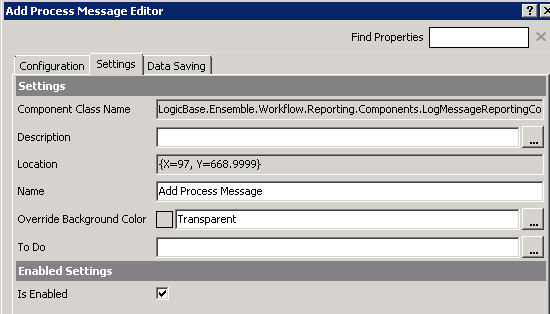 Add Process Message Editor
Find Properties
Configuration Settings Data Saving
Settings
Component Class Name LogicBase.Ensemble.Workflow.Reporting.Components.LogMessageReportingCo
Description ...
Location {X=97, Y=668.9999}
Name Add Process Message
Override Background Color Transparent ...
To Do ...
Enabled Settings
Is Enabled